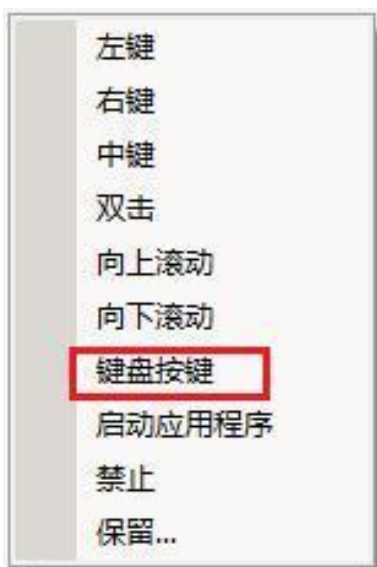 左键
右键
中键
双击
向上滚动
向下滚动
键盘按键
启动应用程序
禁止
保留...